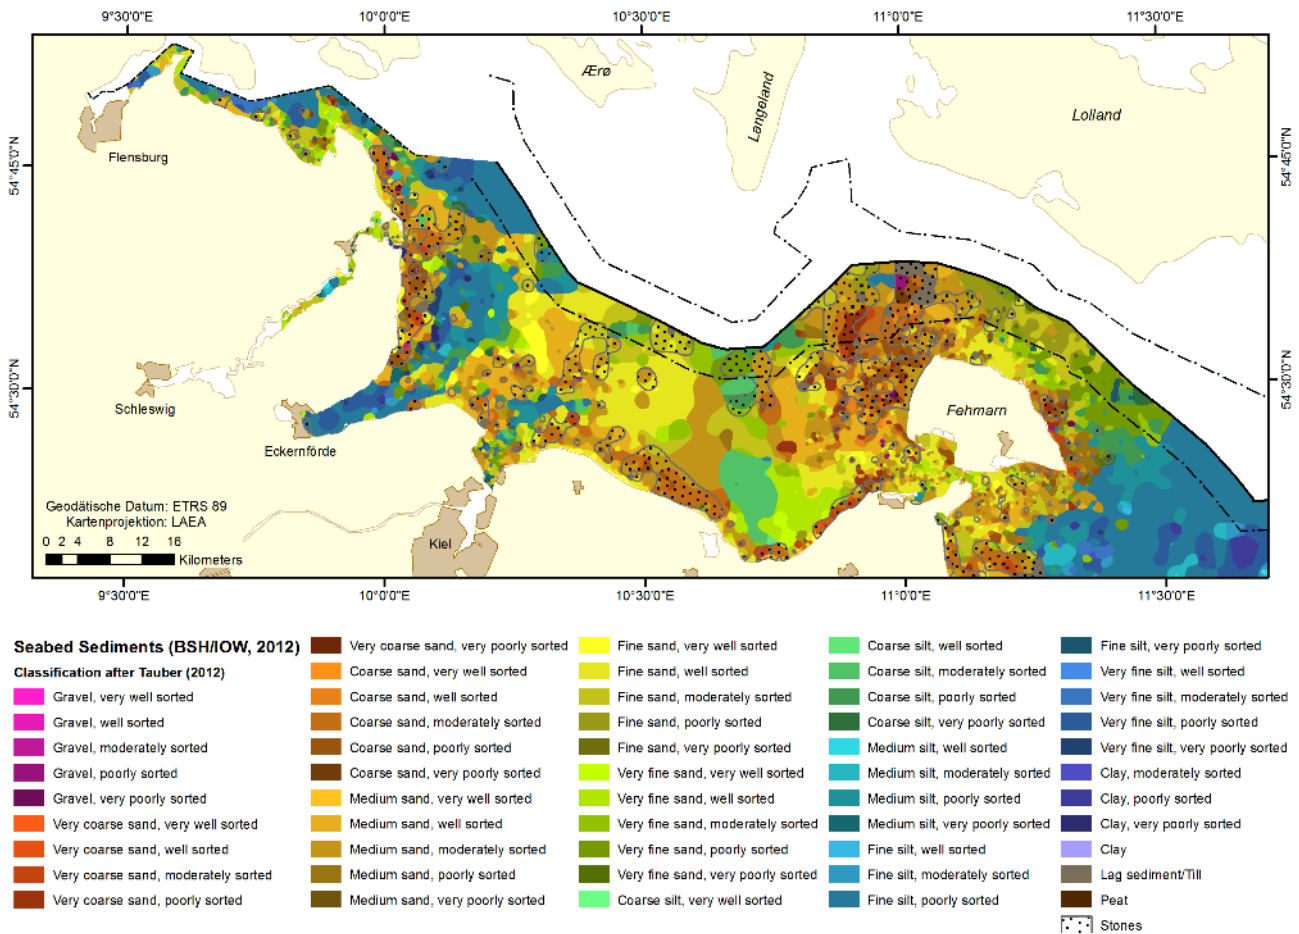 9°30'0"E 10°0'0"E 10°30'0"E 11°0'0"E 11°30'0"E
Ærø
Langeland
Lolland
Flensburg
54°45'0"N
54°45'0"N
54°30'0"N
54°30'0"N
Schleswig
Eckernförde
Fehmarn
Kiel
Geodätische Datum: ETRS 89
Kartenprojektion: LAEA
0 2 4 8 12 16
Kilometers
9°30'0"E 10°0'0"E 10°30'0"E 11°0'0"E 11°30'0"E
Seabed Sediments (BSH/IOW, 2012)
Classification after Tauber (2012)
Gravel, very well sorted
Gravel, well sorted
Gravel, moderately sorted
Gravel, poorly sorted
Gravel, very poorly sorted
Very coarse sand, very well sorted
Very coarse sand, well sorted
Very coarse sand, moderately sorted
Very coarse sand, poorly sorted
Very coarse sand, very poorly sorted
Coarse sand, very well sorted
Coarse sand, well sorted
Coarse sand, moderately sorted
Coarse sand, poorly sorted
Coarse sand, very poorly sorted
Medium sand, very well sorted
Medium sand, well sorted
Medium sand, moderately sorted
Medium sand, poorly sorted
Medium sand, very poorly sorted
Fine sand, very well sorted
Fine sand, well sorted
Fine sand, moderately sorted
Fine sand, poorly sorted
Fine sand, very poorly sorted
Very fine sand, very well sorted
Very fine sand, well sorted
Very fine sand, moderately sorted
Very fine sand, poorly sorted
Very fine sand, very poorly sorted
Coarse silt, very well sorted
Coarse silt, well sorted
Coarse silt, moderately sorted
Coarse silt, poorly sorted
Coarse silt, very poorly sorted
Medium silt, well sorted
Medium silt, moderately sorted
Medium silt, poorly sorted
Medium silt, very poorly sorted
Fine silt, well sorted
Fine silt, moderately sorted
Fine silt, poorly sorted
Fine silt, very poorly sorted
Very fine silt, well sorted
Very fine silt, moderately sorted
Very fine silt, poorly sorted
Very fine silt, very poorly sorted
Clay, moderately sorted
Clay, poorly sorted
Clay, very poorly sorted
Clay
Lag sediment/Till
Peat
Stones